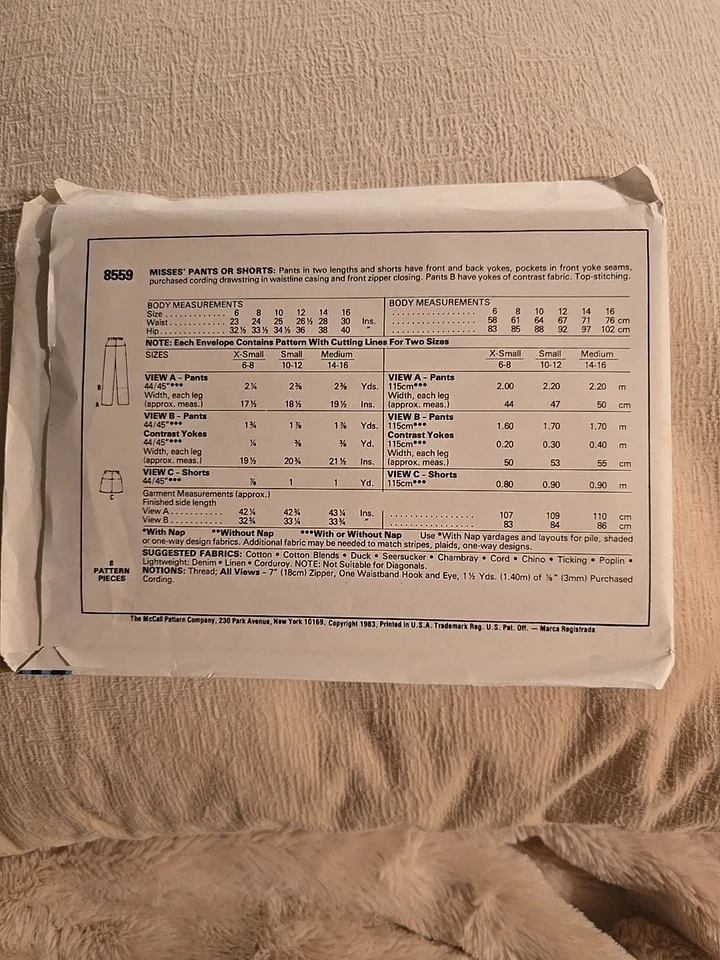 8559
MISSES' PANTS OR SHORTS: Pants in two lengths and shorts have front and back yokes, pockets in front yoke seams,
purchased cording drawstring in waistline casing and front zipper closing. Pants B have yokes of contrast fabric. Top-stitching.
BODY MEASUREMENTS BODY MEASUREMENTS
Size ............ 6 8 10 12 14 16 ................ 6 8 10 12 14 16
Waist ........... 23 24 25 26½ 28 30 Ins. ................ 58 61 64 67 71 76 cm
Hip ............. 32½ 33½ 34½ 36 38 40 " ................ 83 85 88 92 97 102 cm
NOTE: Each Envelope Contains Pattern With Cutting Lines For Two Sizes
SIZES X-Small Small Medium X-Small Small Medium
6-8 10-12 14-16 6-8 10-12 14-16
VIEW A - Pants VIEW A - Pants
44/45"*** 2¼ 2⅜ 2⅜ Yds. 115cm*** 2.00 2.20 2.20 m
Width, each leg Width, each leg
(approx. meas.) 17½ 18½ 19½ Ins. (approx. meas.) 44 47 50 cm
VIEW B - Pants VIEW B - Pants
44/45"*** 1¾ 1⅞ 1⅞ Yds. 115cm*** 1.60 1.70 1.70 m
Contrast Yokes Contrast Yokes
44/45"*** ¼ ⅜ ⅜ Yd. 115cm*** 0.20 0.30 0.40 m
Width, each leg Width, each leg
(approx. meas.) 19½ 20¾ 21½ Ins. (approx. meas.) 50 53 55 cm
VIEW C - Shorts VIEW C - Shorts
44/45"*** ⅞ 1 1 Yd. 115cm*** 0.80 0.90 0.90 m
Garment Measurements (approx.)
Finished side length
View A .......... 42¼ 42¾ 43¼ Ins. ................ 107 109 110 cm
View B .......... 32¾ 33¼ 33¾ " ................ 83 84 86 cm
*With Nap **Without Nap ***With or Without Nap Use *With Nap yardages and layouts for pile, shaded
or one-way design fabrics. Additional fabric may be needed to match stripes, plaids, one-way designs.
SUGGESTED FABRICS: Cotton • Cotton Blends • Duck • Seersucker • Chambray • Cord • Chino • Ticking • Poplin •
Lightweight: Denim • Linen • Corduroy. NOTE: Not Suitable for Diagonals.
NOTIONS: Thread; All Views – 7" (18cm) Zipper, One Waistband Hook and Eye, 1½ Yds. (1.40m) of ⅛" (3mm) Purchased
Cording.
B
A
C
8
PATTERN
PIECES
The McCall Pattern Company, 230 Park Avenue, New York 10169, Copyright 1983, Printed in U.S.A. Trademark Reg. U.S. Pat. Off. — Marca Registrada